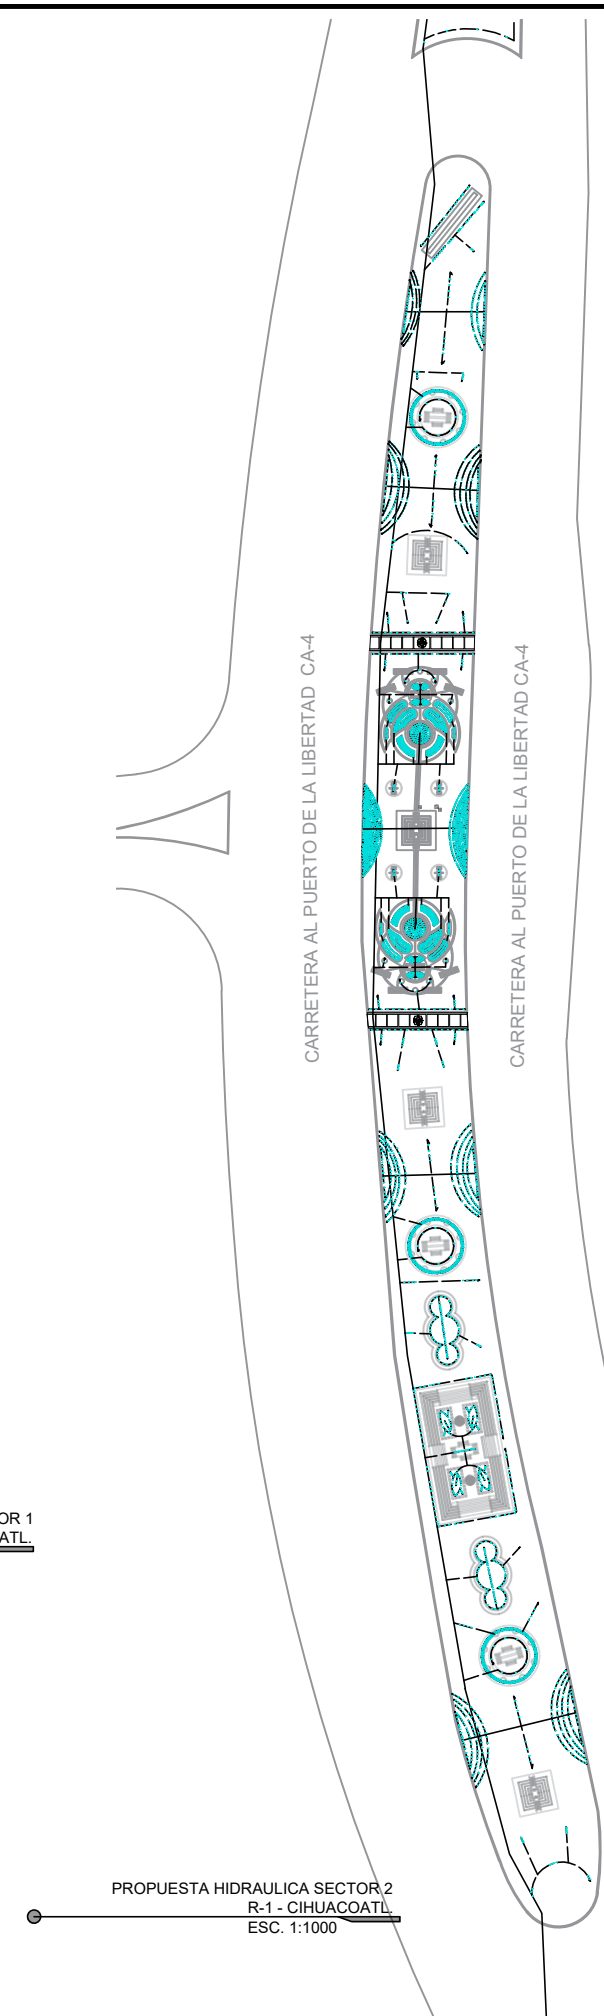 CARRETERA AL PUERTO DE LA LIBERTAD CA-4
CARRETERA AL PUERTO DE LA LIBERTAD CA-4
OR 1
ATL.
PROPUESTA HIDRAULICA SECTOR 2
R-1 - CIHUACOATL.
ESC. 1:1000